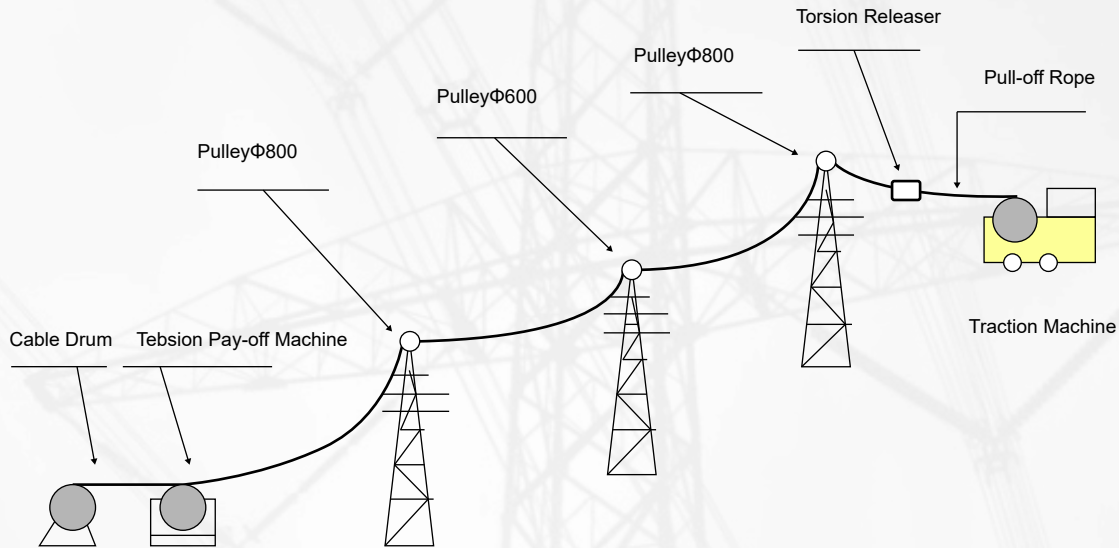 Torsion Releaser
PulleyΦ800
Pull-off Rope
PulleyΦ600
PulleyΦ800
Cable Drum
Tebsion Pay-off Machine
Traction Machine